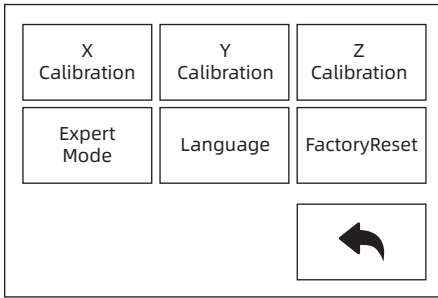 X
Calibration
Y
Calibration
Z
Calibration
Expert
Mode
Language
FactoryReset